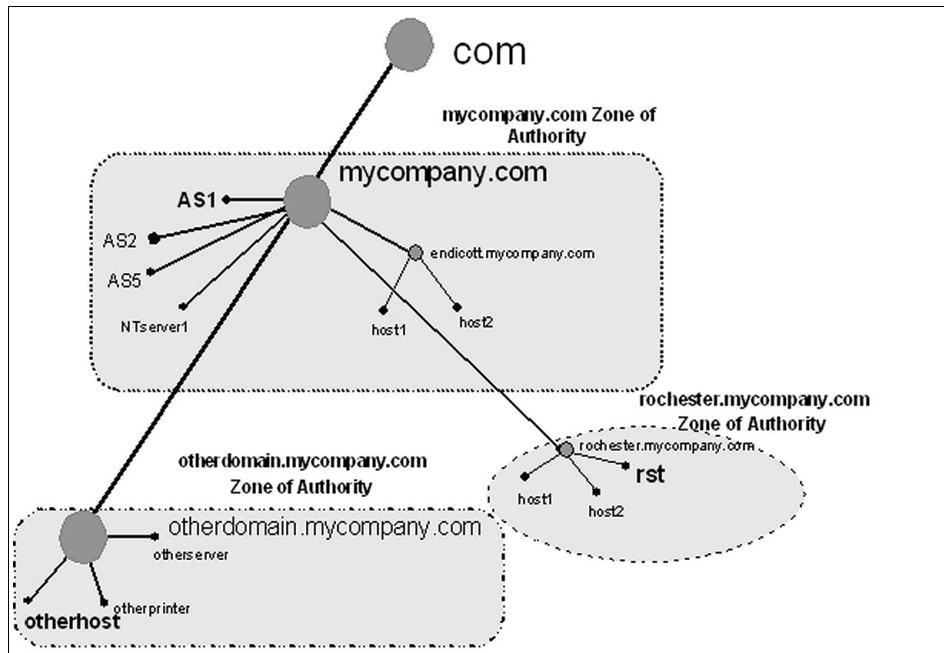 com
mycompany.com Zone of
Authority
mycompany.com
AS1
AS2
AS5
NTserver1
endicott.mycompany.com
host1
host2
rochester.mycompany.com
Zone of Authority
rochester.mycompany.com
rst
host1
host2
otherdomain.mycompany.com
Zone of Authority
otherdomain.mycompany.com
otherserver
otherprinter
otherhost